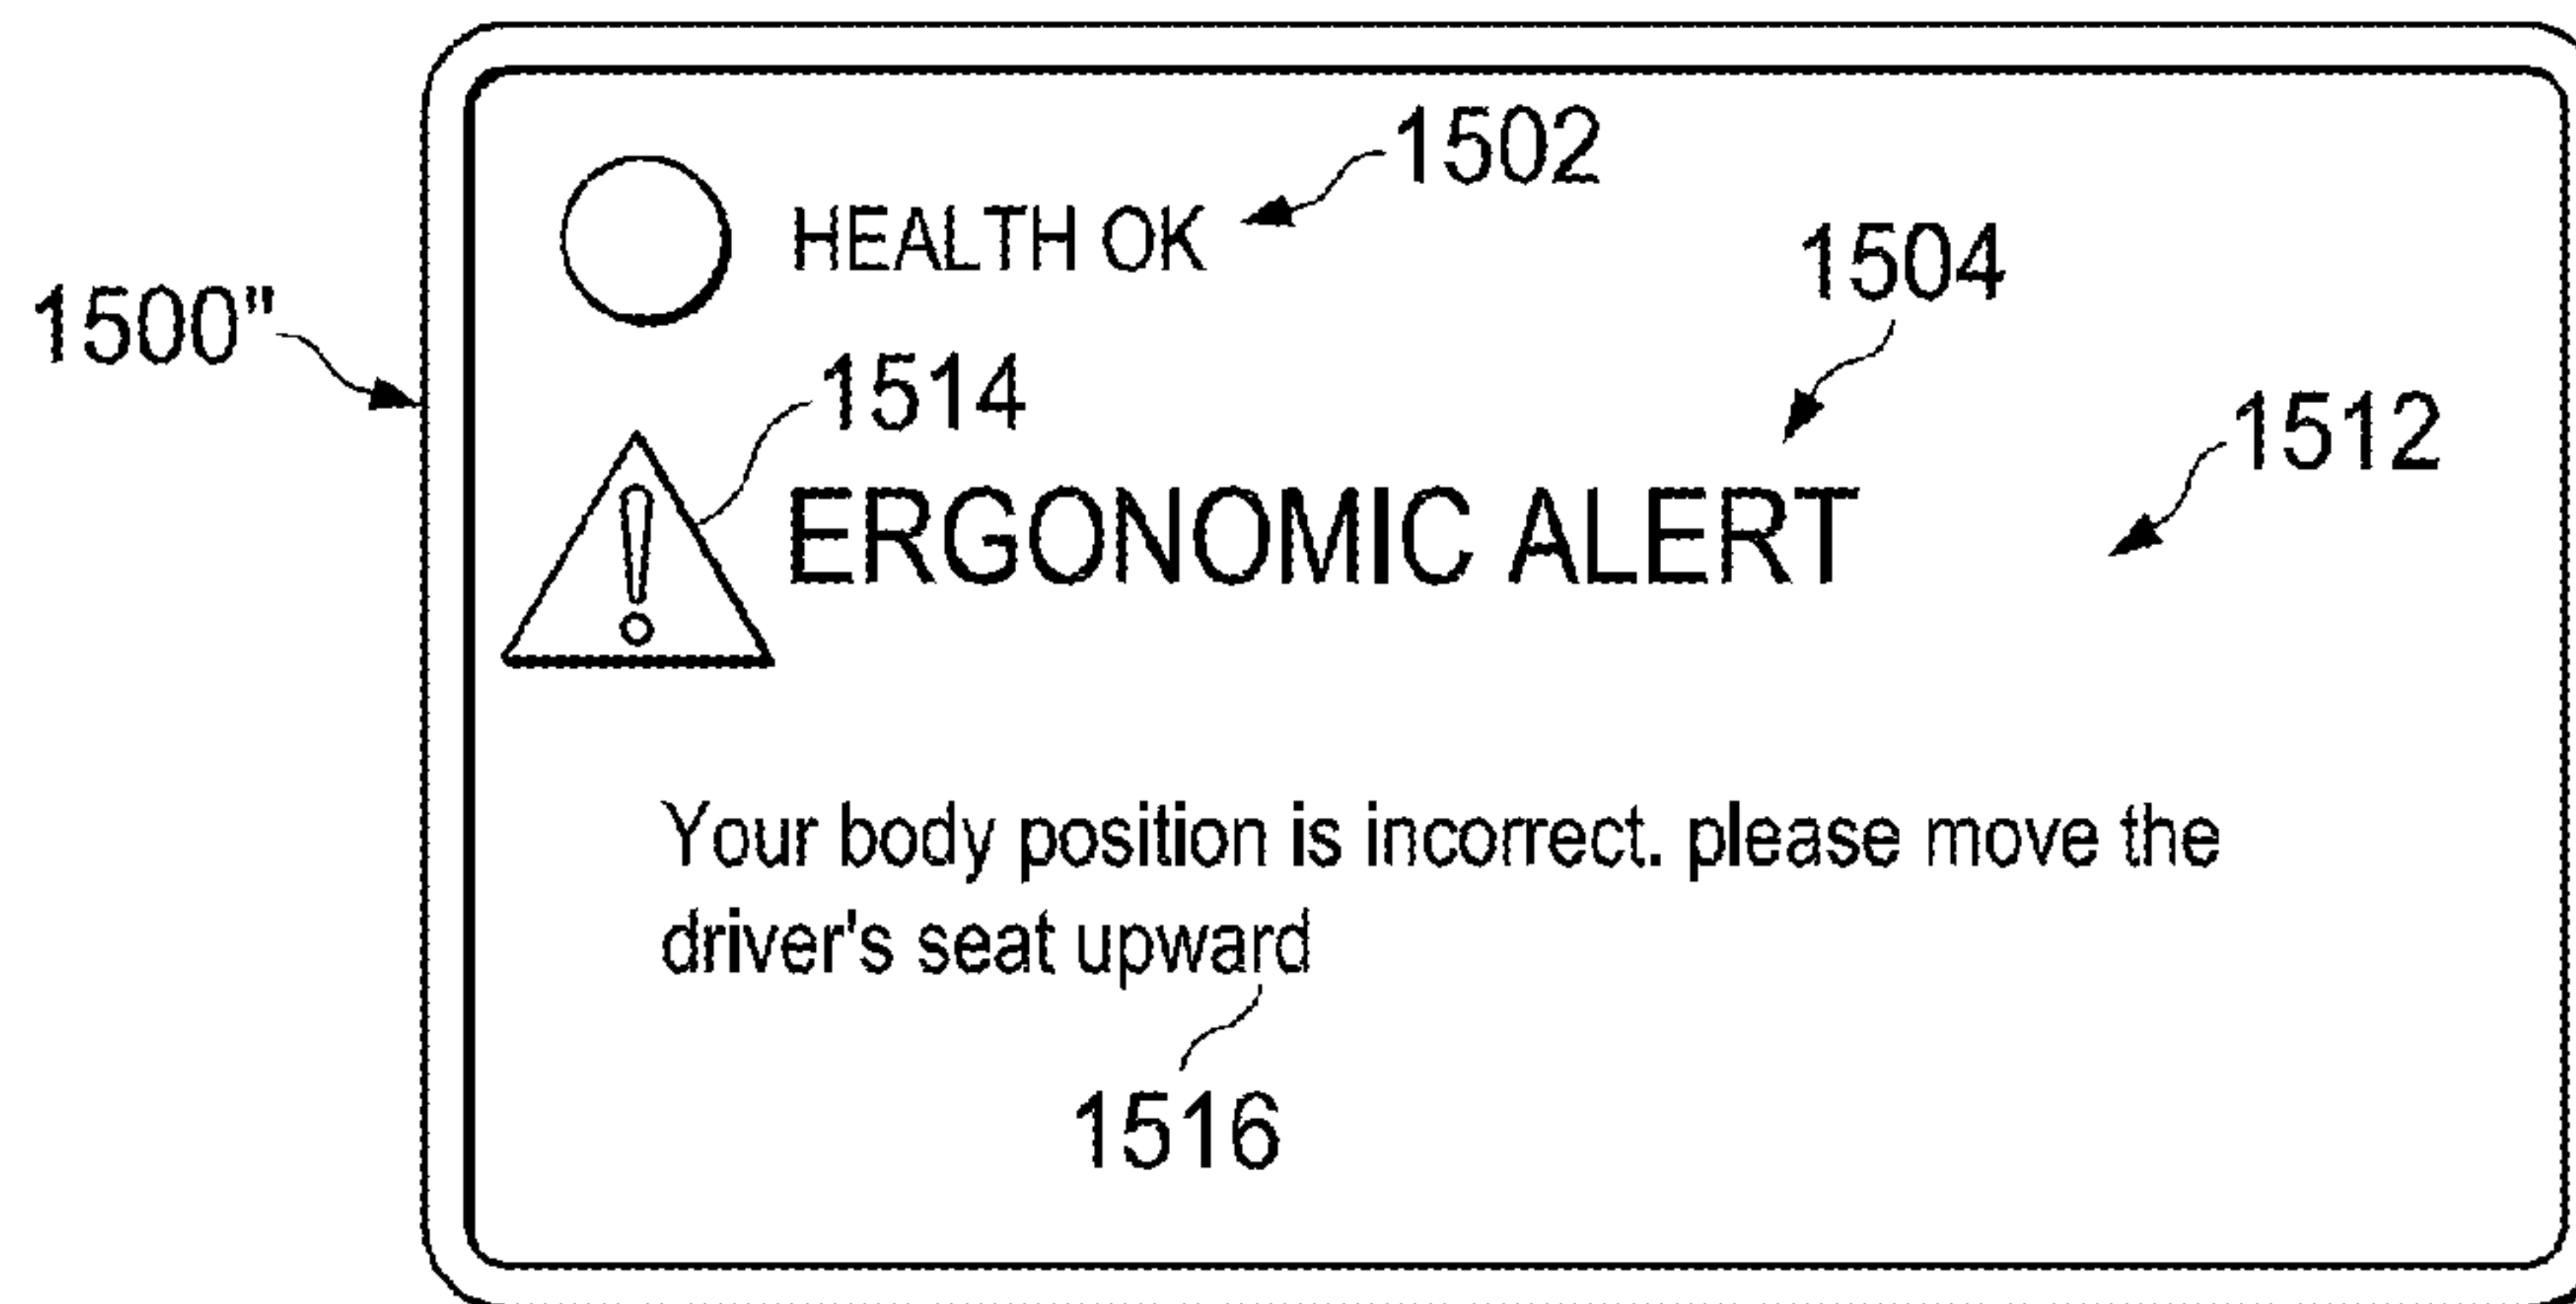 1502
HEALTH OK
1504
1500"
1514
1512
ERGONOMIC ALERT
Your body position is incorrect. please move the
driver's seat upward
1516